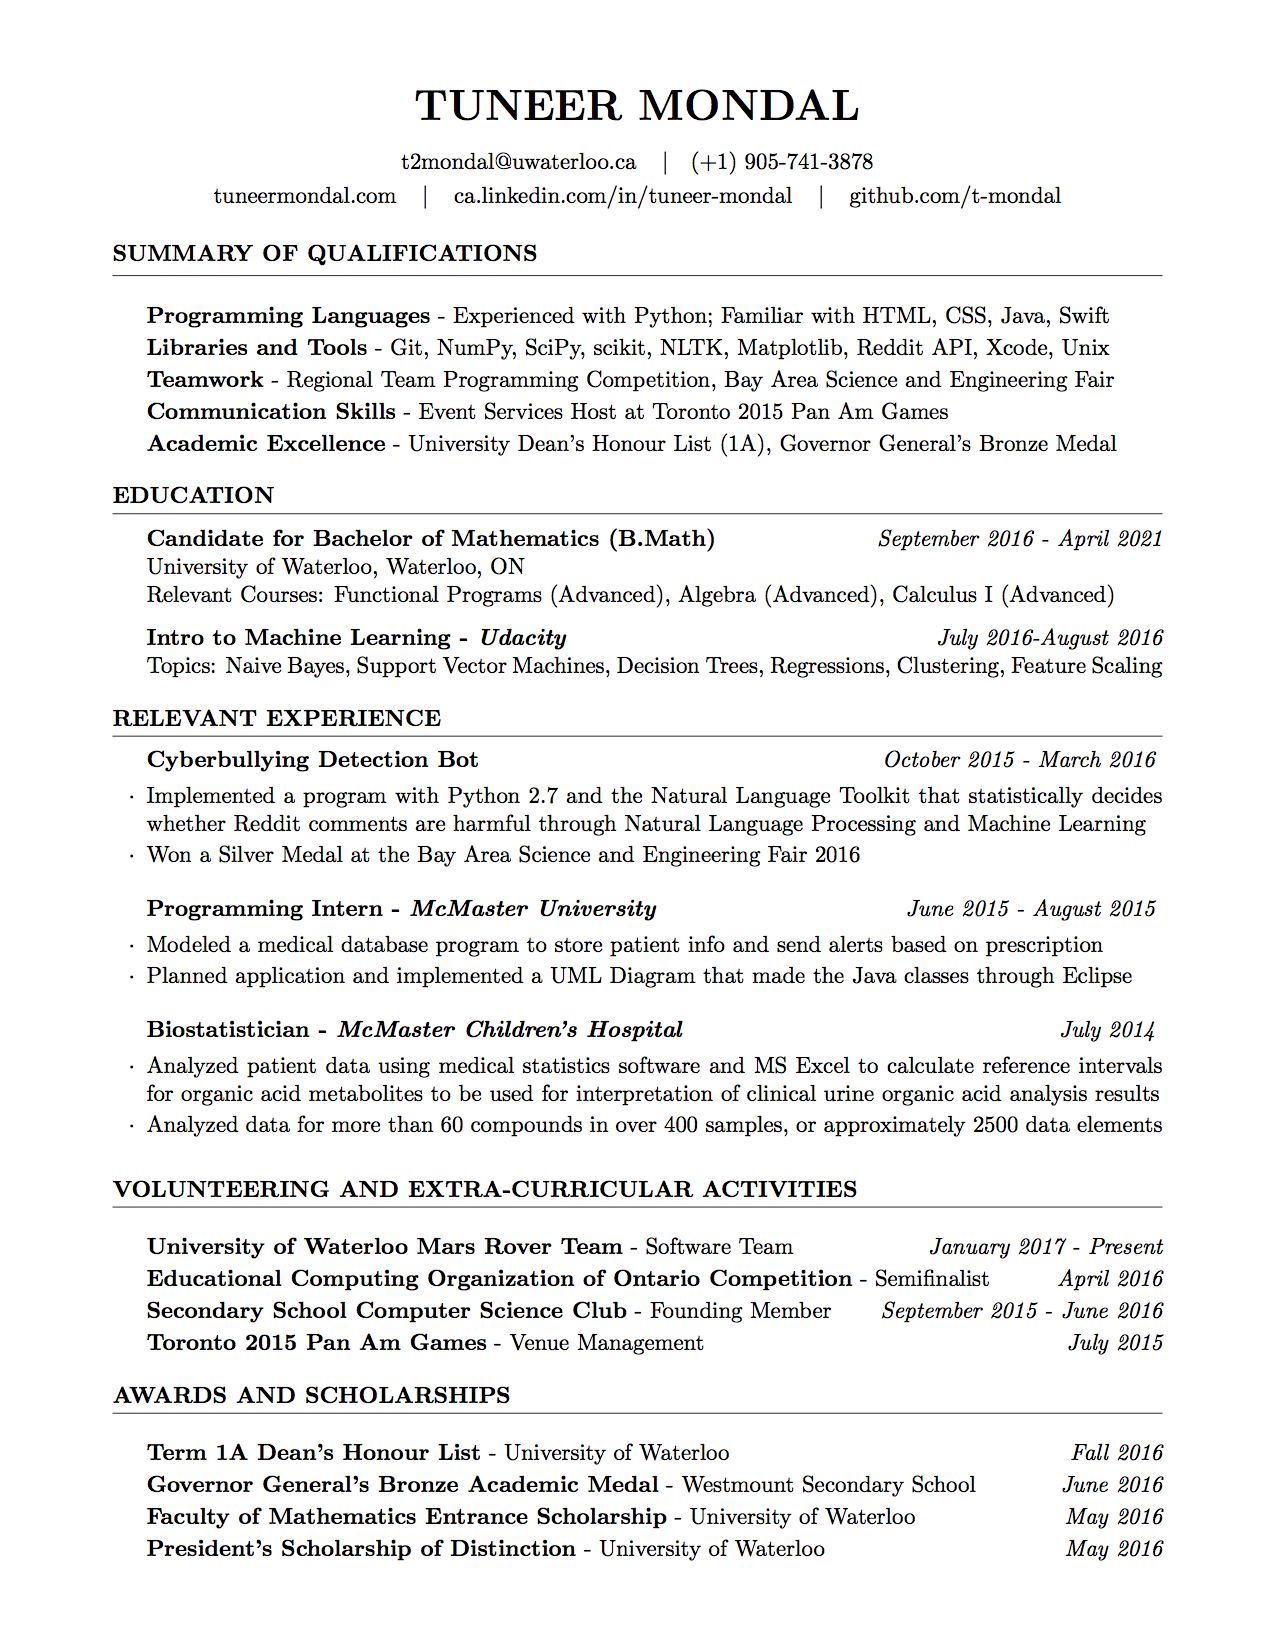 TUNEER MONDAL
t2mondal@uwaterloo.ca | (+1) 905-741-3878
tuneermondal.com | ca.linkedin.com/in/tuneer-mondal | github.com/t-mondal
SUMMARY OF QUALIFICATIONS
Programming Languages - Experienced with Python; Familiar with HTML, CSS, Java, Swift
Libraries and Tools - Git, NumPy, SciPy, scikit, NLTK, Matplotlib, Reddit API, Xcode, Unix
Teamwork - Regional Team Programming Competition, Bay Area Science and Engineering Fair
Communication Skills - Event Services Host at Toronto 2015 Pan Am Games
Academic Excellence - University Dean's Honour List (1A), Governor General's Bronze Medal
EDUCATION
Candidate for Bachelor of Mathematics (B.Math) September 2016 - April 2021
University of Waterloo, Waterloo, ON
Relevant Courses: Functional Programs (Advanced), Algebra (Advanced), Calculus I (Advanced)
Intro to Machine Learning - Udacity July 2016-August 2016
Topics: Naive Bayes, Support Vector Machines, Decision Trees, Regressions, Clustering, Feature Scaling
RELEVANT EXPERIENCE
Cyberbullying Detection Bot October 2015 - March 2016
· Implemented a program with Python 2.7 and the Natural Language Toolkit that statistically decides
whether Reddit comments are harmful through Natural Language Processing and Machine Learning
· Won a Silver Medal at the Bay Area Science and Engineering Fair 2016
Programming Intern - McMaster University June 2015 - August 2015
· Modeled a medical database program to store patient info and send alerts based on prescription
· Planned application and implemented a UML Diagram that made the Java classes through Eclipse
Biostatistician - McMaster Children's Hospital July 2014
· Analyzed patient data using medical statistics software and MS Excel to calculate reference intervals
for organic acid metabolites to be used for interpretation of clinical urine organic acid analysis results
· Analyzed data for more than 60 compounds in over 400 samples, or approximately 2500 data elements
VOLUNTEERING AND EXTRA-CURRICULAR ACTIVITIES
University of Waterloo Mars Rover Team - Software Team January 2017 - Present
Educational Computing Organization of Ontario Competition - Semifinalist April 2016
Secondary School Computer Science Club - Founding Member September 2015 - June 2016
Toronto 2015 Pan Am Games - Venue Management July 2015
AWARDS AND SCHOLARSHIPS
Term 1A Dean's Honour List - University of Waterloo Fall 2016
Governor General's Bronze Academic Medal - Westmount Secondary School June 2016
Faculty of Mathematics Entrance Scholarship - University of Waterloo May 2016
President's Scholarship of Distinction - University of Waterloo May 2016